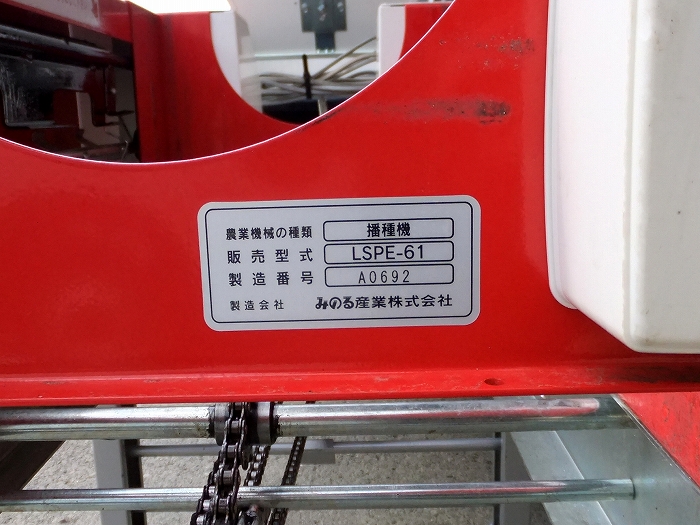 農業機械の種類 播種機
販売型式 LSPE-61
製造番号 A0692
製造会社 みのる産業株式会社